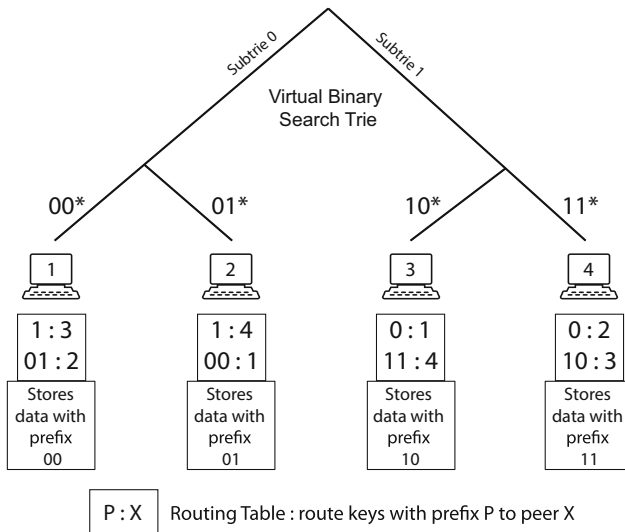 Subtrie 0
Subtrie 1
Virtual Binary
Search Trie
00*
01*
10*
11*
1
2
3
4
1 : 3
01 : 2
1 : 4
00 : 1
0 : 1
11 : 4
0 : 2
10 : 3
Stores
data with
prefix
00
Stores
data with
prefix
01
Stores
data with
prefix
10
Stores
data with
prefix
11
P : X
Routing Table : route keys with prefix P to peer X